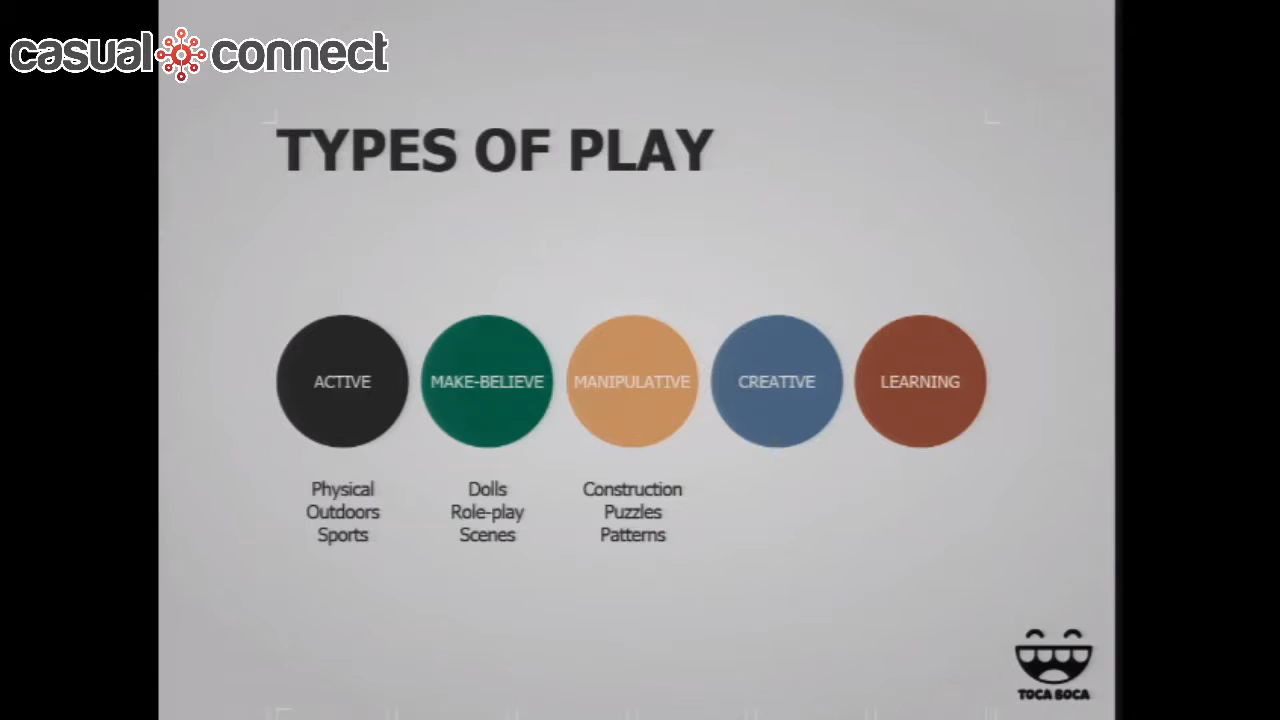 casual connect
TYPES OF PLAY
ACTIVE
MAKE-BELIEVE
MANIPULATIVE
CREATIVE
LEARNING
Physical
Outdoors
Sports
Dolls
Role-play
Scenes
Construction
Puzzles
Patterns
TOCA BOCA